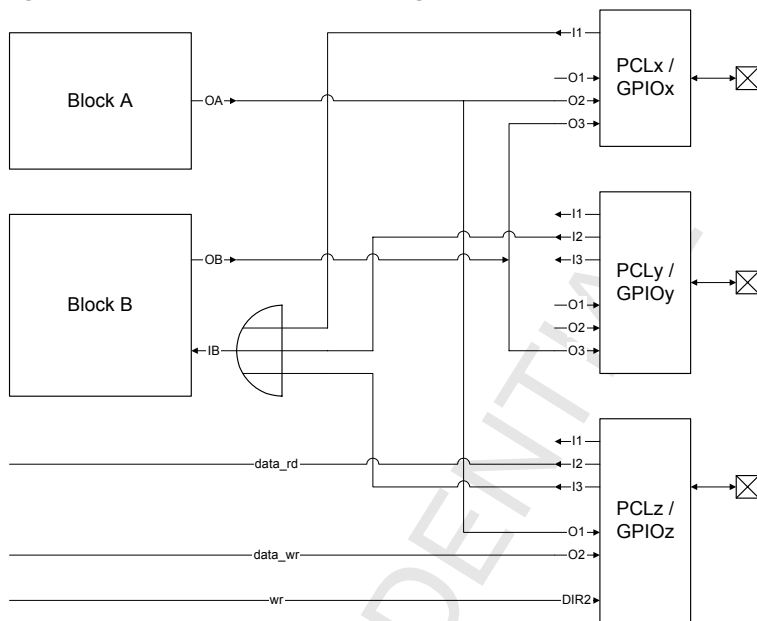 I1
O1
O2
O3
PCLx /
GPIOx
Block A
OA
I1
I2
I3
O1
O2
O3
PCLy /
GPIOy
OB
Block B
IB
I1
I2
I3
O1
O2
DIR2
PCLz /
GPIOz
data_rd
data_wr
wr